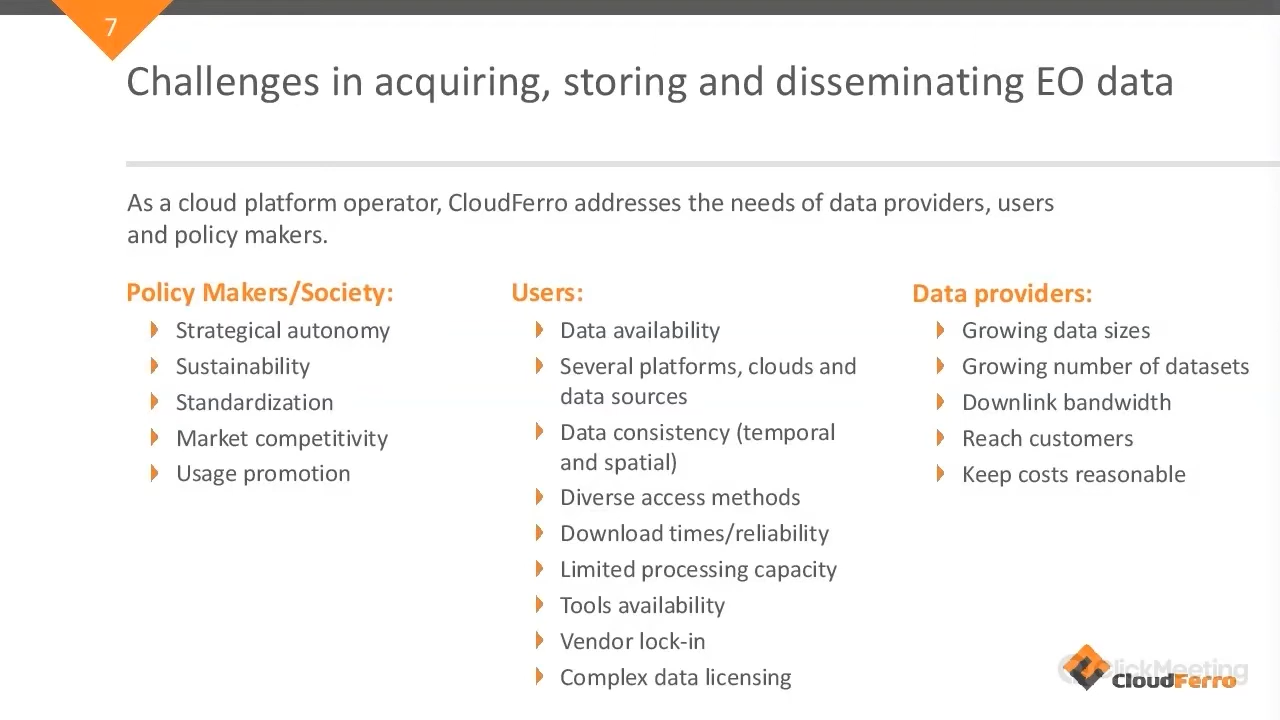 7
Challenges in acquiring, storing and disseminating EO data
As a cloud platform operator, CloudFerro addresses the needs of data providers, users
and policy makers.
Policy Makers/Society:
Strategical autonomy
Sustainability
Standardization
Market competitivity
Usage promotion
Users:
Data availability
Several platforms, clouds and
data sources
Data consistency (temporal
and spatial)
Diverse access methods
Download times/reliability
Limited processing capacity
Tools availability
Vendor lock-in
Complex data licensing
Data providers:
Growing data sizes
Growing number of datasets
Downlink bandwidth
Reach customers
Keep costs reasonable
ClickMeeting
CloudFerro